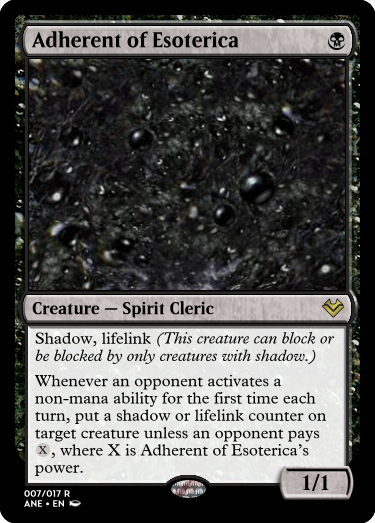 Adherent of Esoterica
Creature — Spirit Cleric
Shadow, lifelink (This creature can block or
be blocked by only creatures with shadow.)
Whenever an opponent activates a
non-mana ability for the first time each
turn, put a shadow or lifelink counter on
target creature unless an opponent pays
X, where X is Adherent of Esoterica's
power.
1/1
007/017 R
ANE • EN